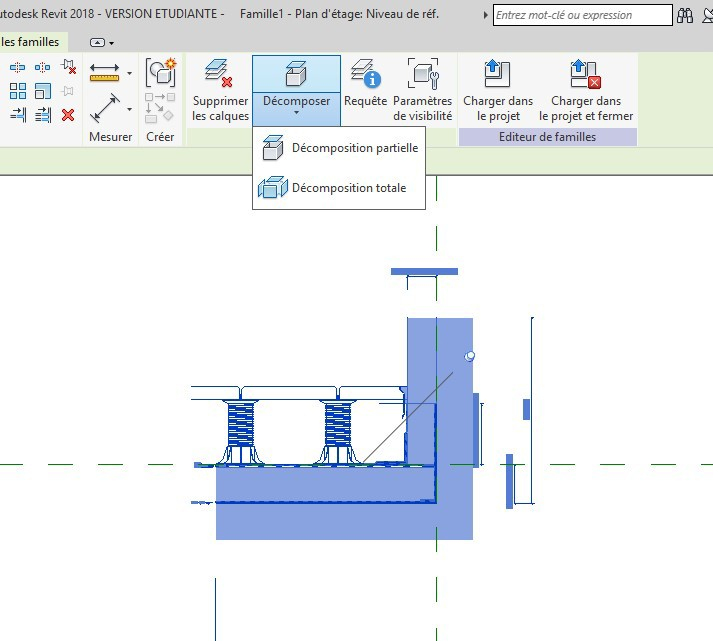 utodesk Revit 2018 - VERSION ETUDIANTE - Famille1 - Plan d'étage: Niveau de réf.
Entrez mot-clé ou expression
les familles
Supprimer
les calques
Décomposer
Requête
Paramètres
de visibilité
Charger dans
le projet
Charger dans
le projet et fermer
Mesurer
Créer
Editeur de familles
Décomposition partielle
Décomposition totale